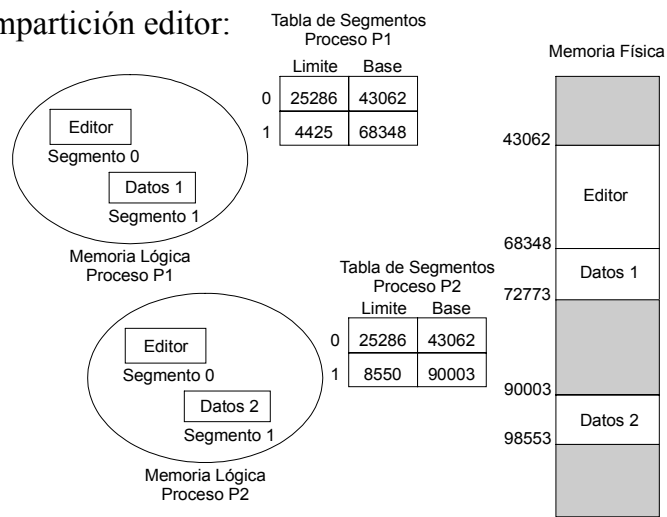 mpartición editor:
Tabla de Segmentos
Proceso P1
Limite Base
0 25286 43062
1 4425 68348
Editor
Segmento 0
Datos 1
Segmento 1
Memoria Lógica
Proceso P1
Tabla de Segmentos
Proceso P2
Limite Base
0 25286 43062
1 8550 90003
Editor
Segmento 0
Datos 2
Segmento 1
Memoria Lógica
Proceso P2
Memoria Física
43062
Editor
68348
Datos 1
72773
90003
Datos 2
98553